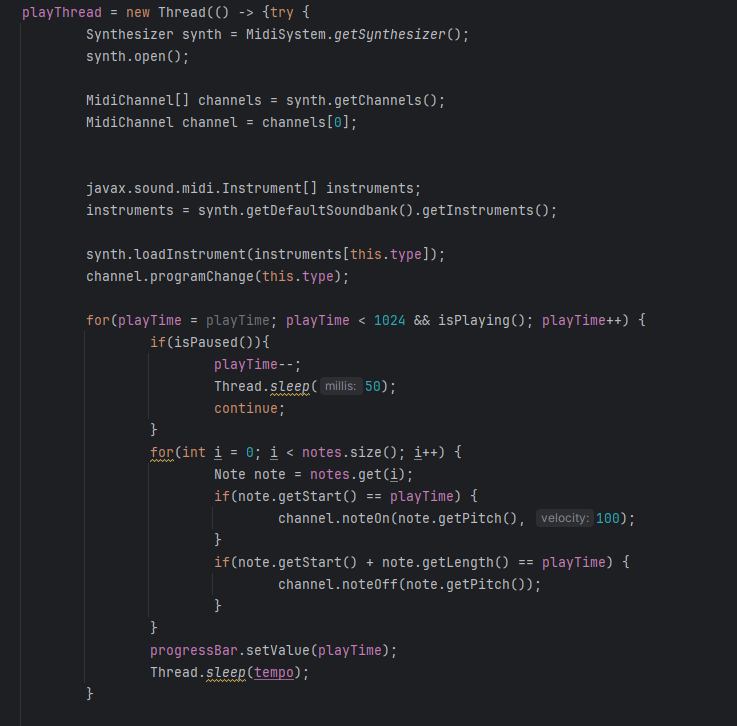 playThread = new Thread(() -> {try {
Synthesizer synth = MidiSystem.getSynthesizer();
synth.open();
MidiChannel[] channels = synth.getChannels();
MidiChannel channel = channels[0];
javax.sound.midi.Instrument[] instruments;
instruments = synth.getDefaultSoundbank().getInstruments();
synth.loadInstrument(instruments[this.type]);
channel.programChange(this.type);
for(playTime = playTime; playTime < 1024 && isPlaying(); playTime++) {
if(isPaused()){
playTime--;
Thread.sleep( millis: 50);
continue;
}
for(int i = 0; i < notes.size(); i++) {
Note note = notes.get(i);
if(note.getStart() == playTime) {
channel.noteOn(note.getPitch(), velocity: 100);
}
if(note.getStart() + note.getLength() == playTime) {
channel.noteOff(note.getPitch());
}
}
progressBar.setValue(playTime);
Thread.sleep(tempo);
}